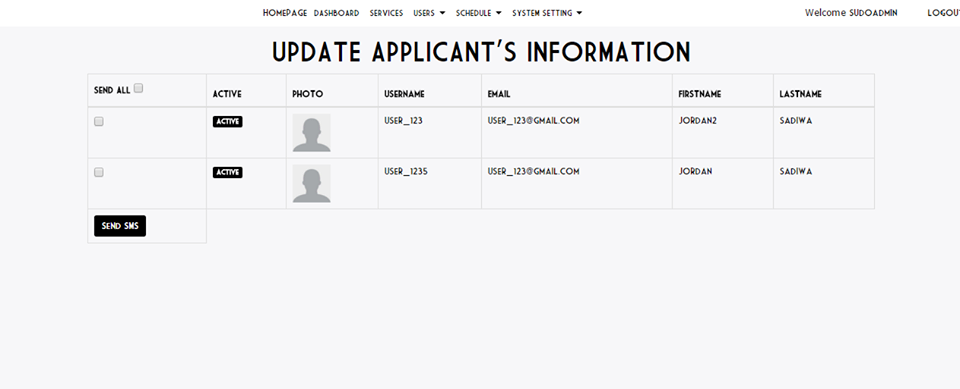 HOMEPAGE DASHBOARD SERVICES USERS SCHEDULE SYSTEM SETTING Welcome SUDOADMIN LOGOUT
UPDATE APPLICANT'S INFORMATION
SEND ALL ACTIVE PHOTO USERNAME EMAIL FIRSTNAME LASTNAME
ACTIVE USER_123 USER_123@GMAIL.COM JORDAN2 SADIWA
ACTIVE USER_1235 USER_123@GMAIL.COM JORDAN SADIWA
SEND SMS